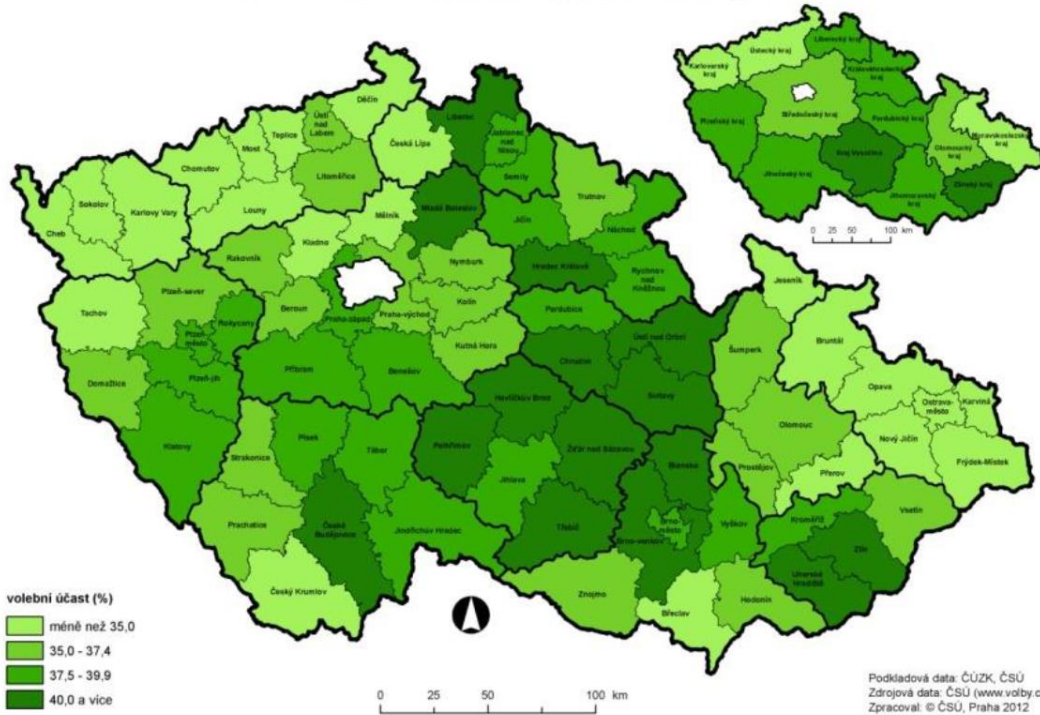 Karlovarský
kraj
Ústecký kraj
Liberecký kraj
Královéhradecký
kraj
Plzeňský kraj
Středočeský kraj
Pardubický kraj
Moravskoslezský
kraj
Olomoucký
kraj
Kraj Vysočina
Jihočeský kraj
Jihomoravský
kraj
Zlínský kraj
0 25 50 100 km
Děčín
Ústí
nad
Labem
Liberec
Teplice
Most
Česká Lípa
Jablonec
nad
Nisou
Chomutov
Litoměřice
Semily
Trutnov
Sokolov
Karlovy Vary
Louny
Mělník
Mladá Boleslav
Jičín
Náchod
Cheb
Kladno
Rakovník
Nymburk
Hradec Králové
Rychnov
nad
Kněžnou
Jeseník
Plzeň-sever
Tachov
Beroun
Praha-západ
Praha-východ
Kolín
Pardubice
Rokycany
Plzeň-
město
Kutná Hora
Ústí nad Orlicí
Šumperk
Bruntál
Domažlice
Plzeň-jih
Příbram
Benešov
Chrudim
Svitavy
Opava
Ostrava-
město
Karviná
Havlíčkův Brod
Olomouc
Nový Jičín
Frýdek-Místek
Klatovy
Písek
Tábor
Pelhřimov
Žďár nad Sázavou
Strakonice
Jihlava
Blansko
Prostějov
Přerov
Prachatice
České
Budějovice
Jindřichův Hradec
Třebíč
Brno-
město
Brno-venkov
Vyškov
Kroměříž
Vsetín
Zlín
Uherské
Hradiště
Český Krumlov
Znojmo
Břeclav
Hodonín
volební účast (%)
méně než 35,0
35,0 - 37,4
37,5 - 39,9
40,0 a více
0 50 100 km
Podkladová data: ČÚZK, ČSÚ
Zdrojová data: ČSÚ (www.volby.c
Zpracoval: © ČSÚ, Praha 2012